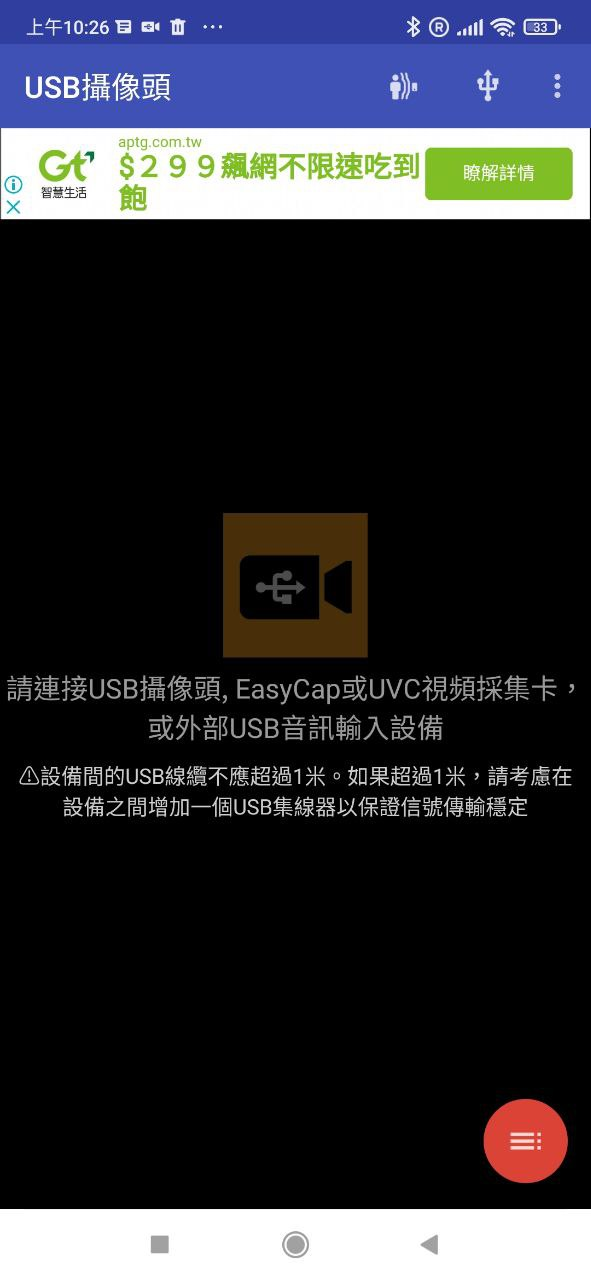 上午10:26
33
USB攝像頭
aptg.com.tw
Gt
智慧生活
$２９９飆網不限速吃到
飽
瞭解詳情
請連接USB攝像頭, EasyCap或UVC視頻採集卡，
或外部USB音訊輸入設備
⚠設備間的USB線纜不應超過1米。如果超過1米，請考慮在
設備之間增加一個USB集線器以保證信號傳輸穩定